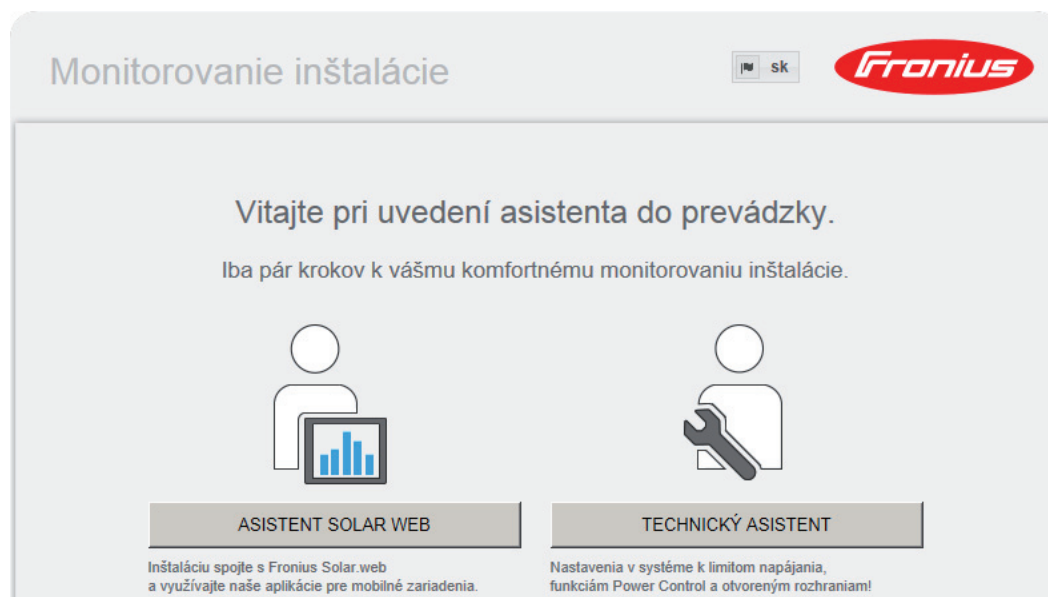 Monitorovanie inštalácie
sk
Fronius
Vitajte pri uvedení asistenta do prevádzky.
Iba pár krokov k vášmu komfortnému monitorovaniu inštalácie.
ASISTENT SOLAR WEB
Inštaláciu spojte s Fronius Solar.web
a využívajte naše aplikácie pre mobilné zariadenia.
TECHNICKÝ ASISTENT
Nastavenia v systéme k limitom napájania,
funkciám Power Control a otvoreným rozhraniam!